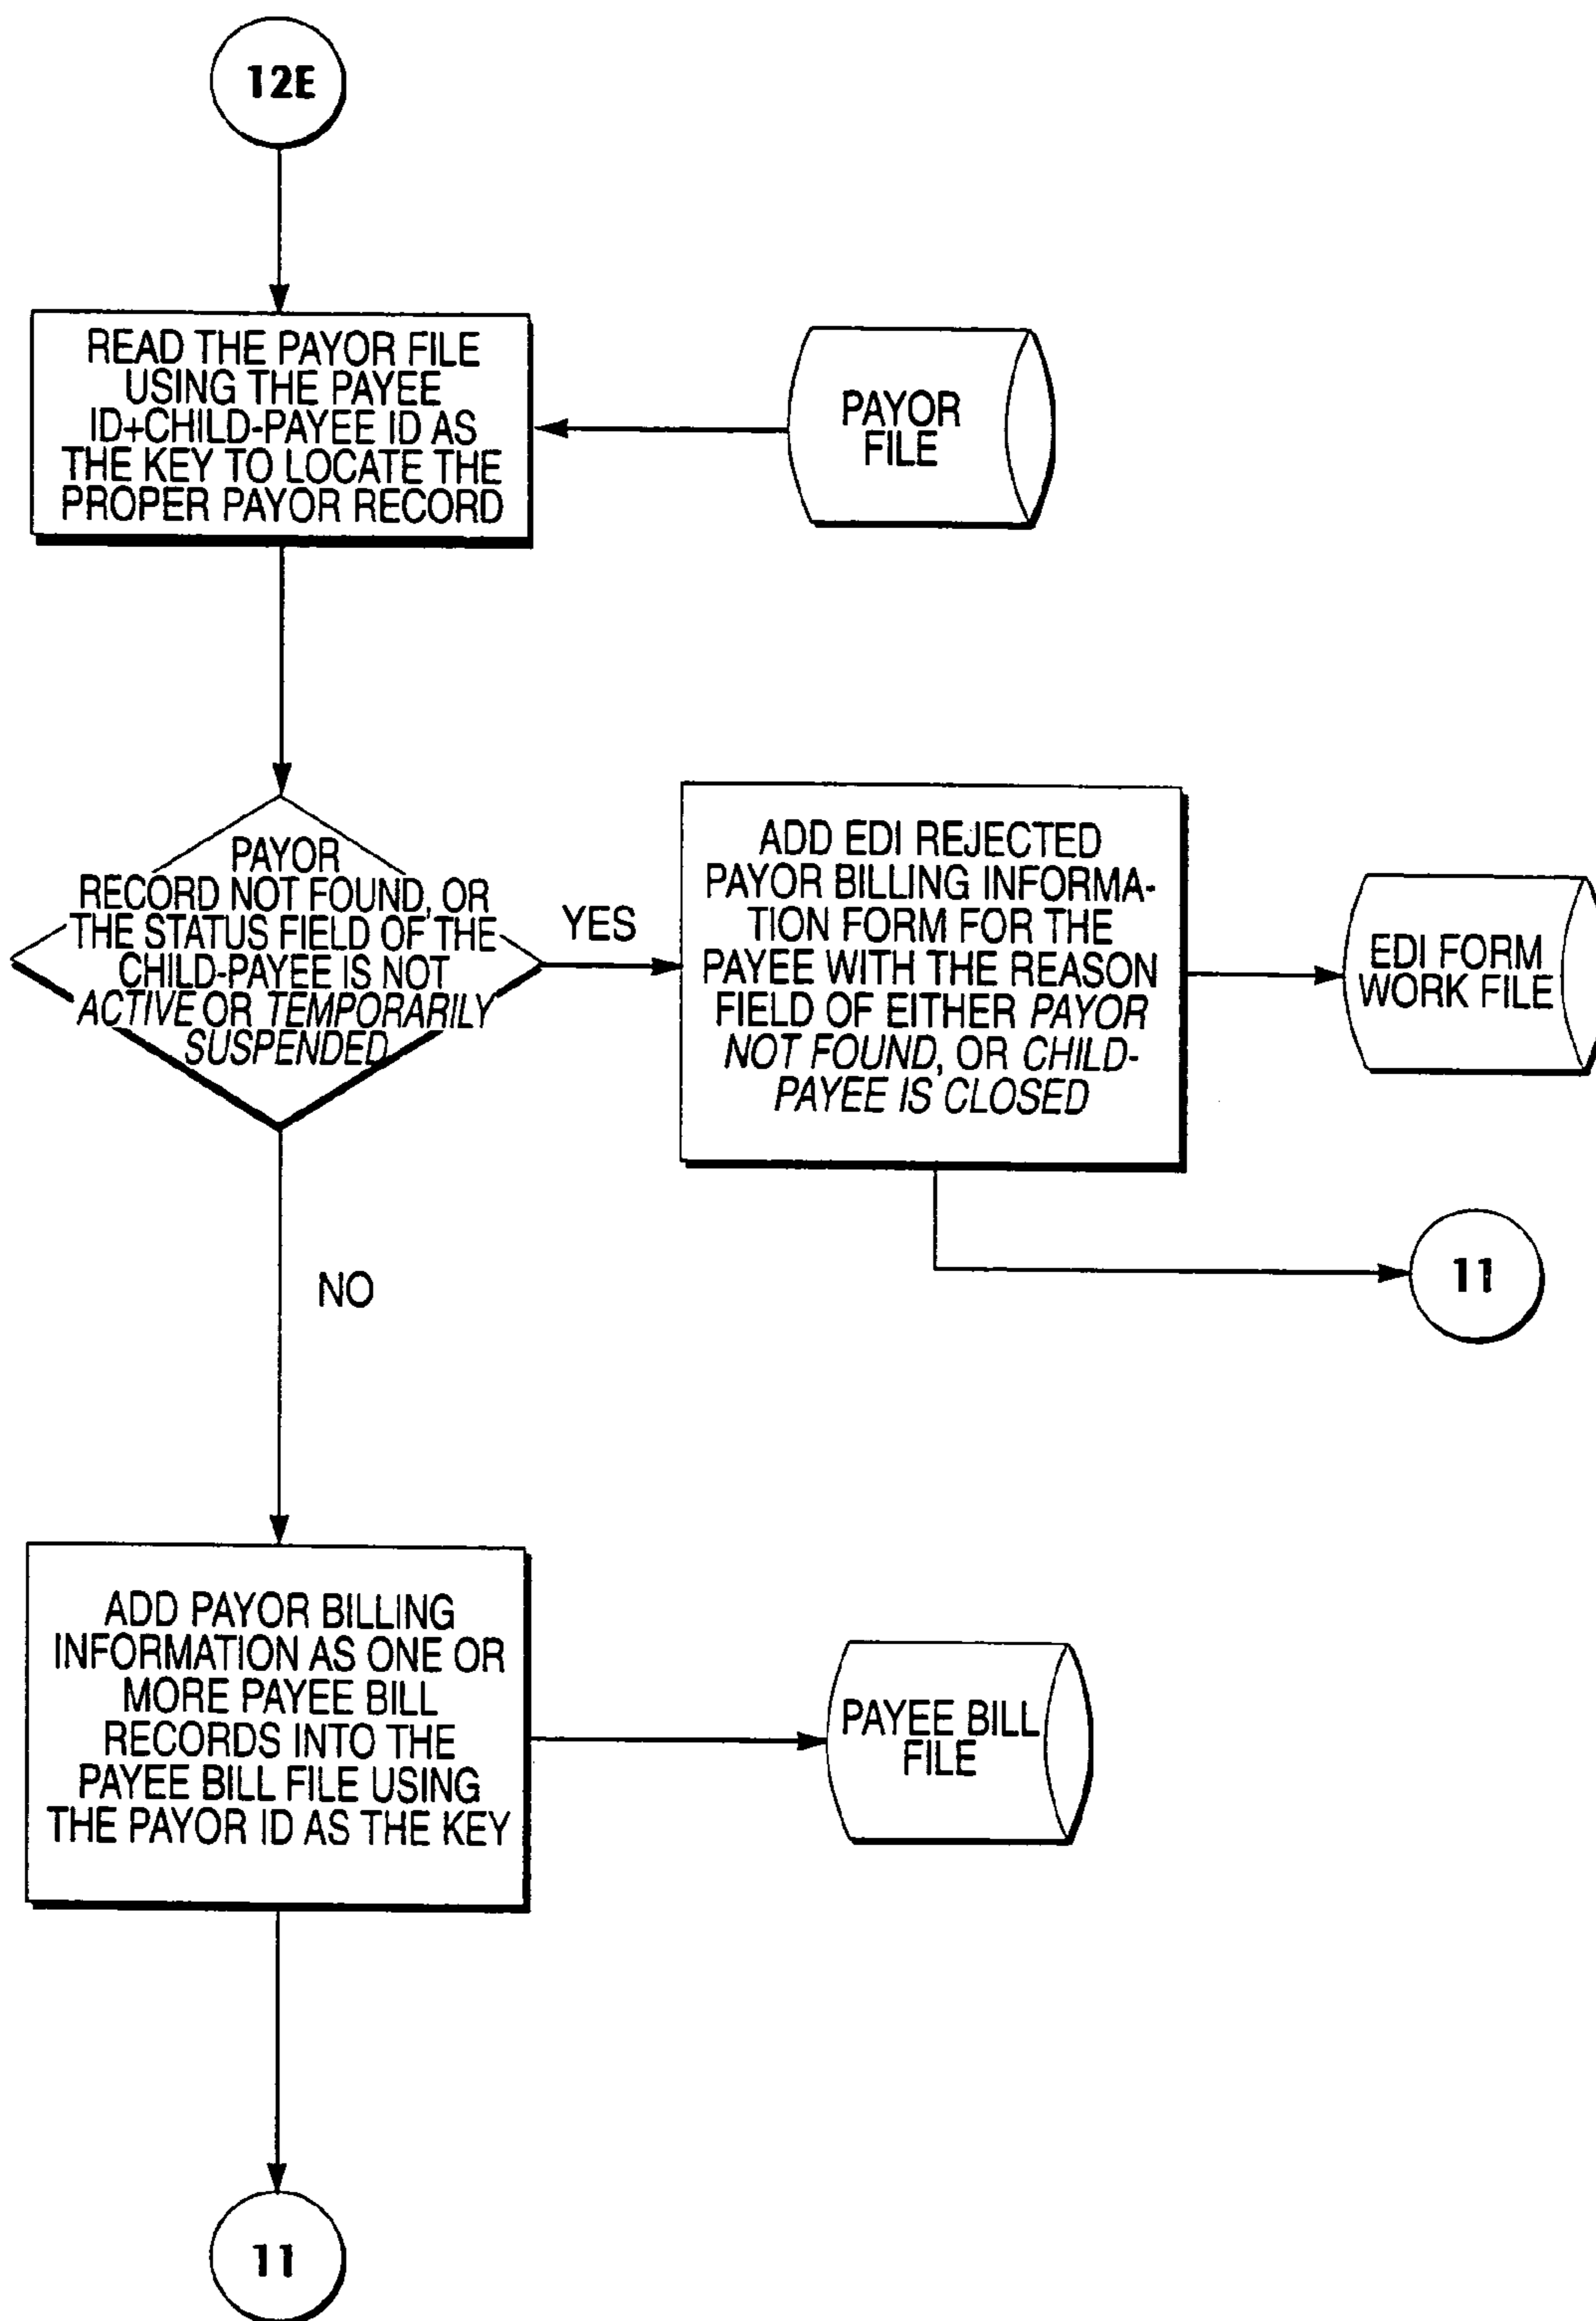 12E
READ THE PAYOR FILE
USING THE PAYEE
ID+CHILD-PAYEE ID AS
THE KEY TO LOCATE THE
PROPER PAYOR RECORD
PAYOR
FILE
PAYOR
RECORD NOT FOUND, OR
THE STATUS FIELD OF THE
CHILD-PAYEE IS NOT
ACTIVE OR TEMPORARILY
SUSPENDED
YES
ADD EDI REJECTED
PAYOR BILLING INFORMA-
TION FORM FOR THE
PAYEE WITH THE REASON
FIELD OF EITHER PAYOR
NOT FOUND, OR CHILD-
PAYEE IS CLOSED
EDI FORM
WORK FILE
11
NO
ADD PAYOR BILLING
INFORMATION AS ONE OR
MORE PAYEE BILL
RECORDS INTO THE
PAYEE BILL FILE USING
THE PAYOR ID AS THE KEY
PAYEE BILL
FILE
11